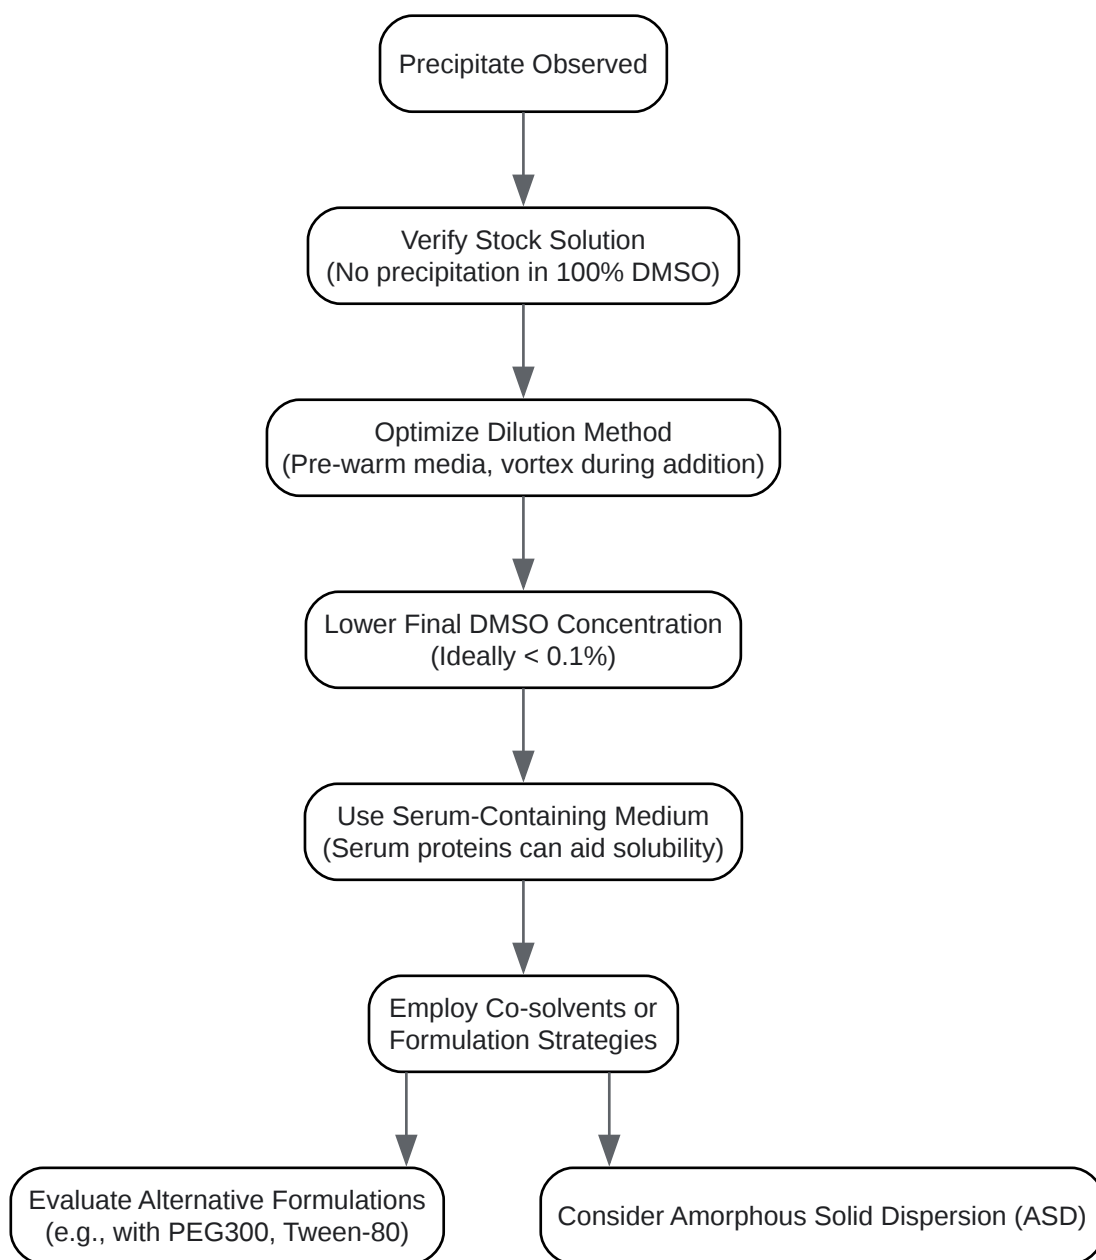 Precipitate Observed
Verify Stock Solution
(No precipitation in 100% DMSO)
Optimize Dilution Method
(Pre-warm media, vortex during addition)
Lower Final DMSO Concentration
(Ideally < 0.1%)
Use Serum-Containing Medium
(Serum proteins can aid solubility)
Employ Co-solvents or
Formulation Strategies
Evaluate Alternative Formulations
(e.g., with PEG300, Tween-80)
Consider Amorphous Solid Dispersion (ASD)